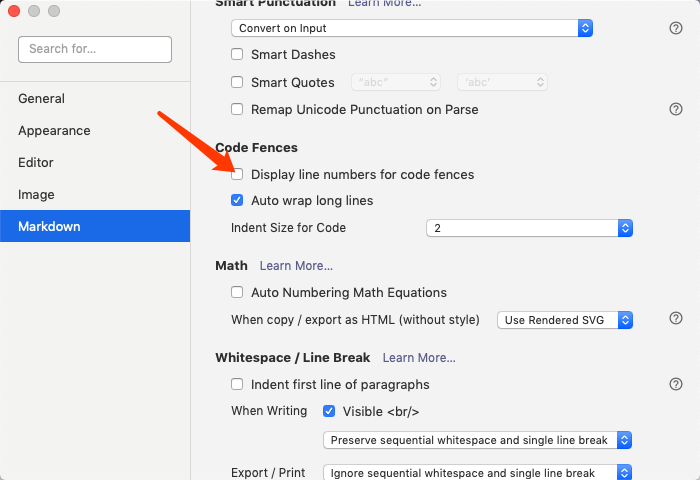 Smart Punctuation Learn More...
Search for...
Convert on Input
Smart Dashes
Smart Quotes "abc" 'abc'
General
Remap Unicode Punctuation on Parse
Appearance
Code Fences
Editor
Display line numbers for code fences
Image
Auto wrap long lines
Markdown
Indent Size for Code 2
Math Learn More...
Auto Numbering Math Equations
When copy / export as HTML (without style) Use Rendered SVG
Whitespace / Line Break Learn More...
Indent first line of paragraphs
When Writing Visible <br/>
Preserve sequential whitespace and single line break
Export / Print Ignore sequential whitespace and single line break